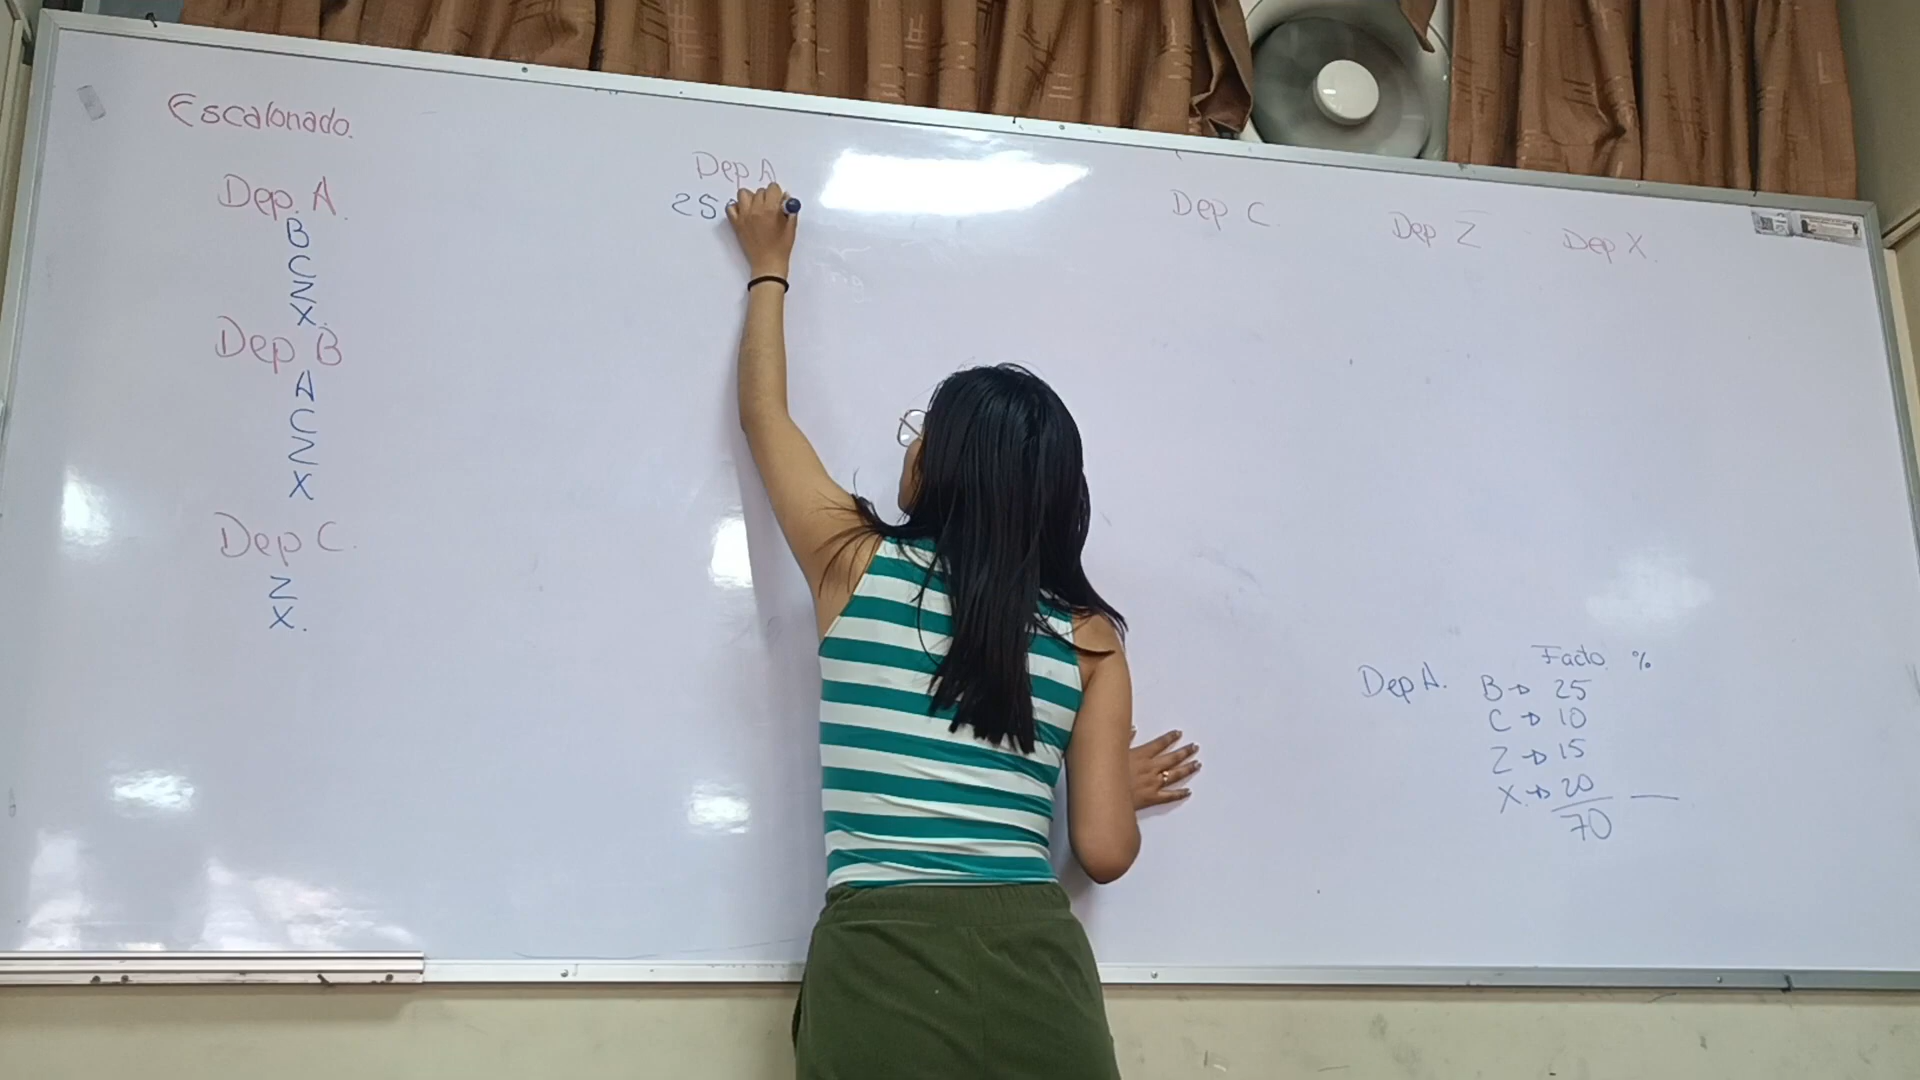 Escalonado.
Dep. A.
B
C
Z
X.
Dep B
A
C
Z
X
Dep C.
Z
X.
Dep A
25
Dep C.
Dep Z
Dep X.
Facto. %
Dep A. B → 25
C → 10
Z → 15
X → 20
70